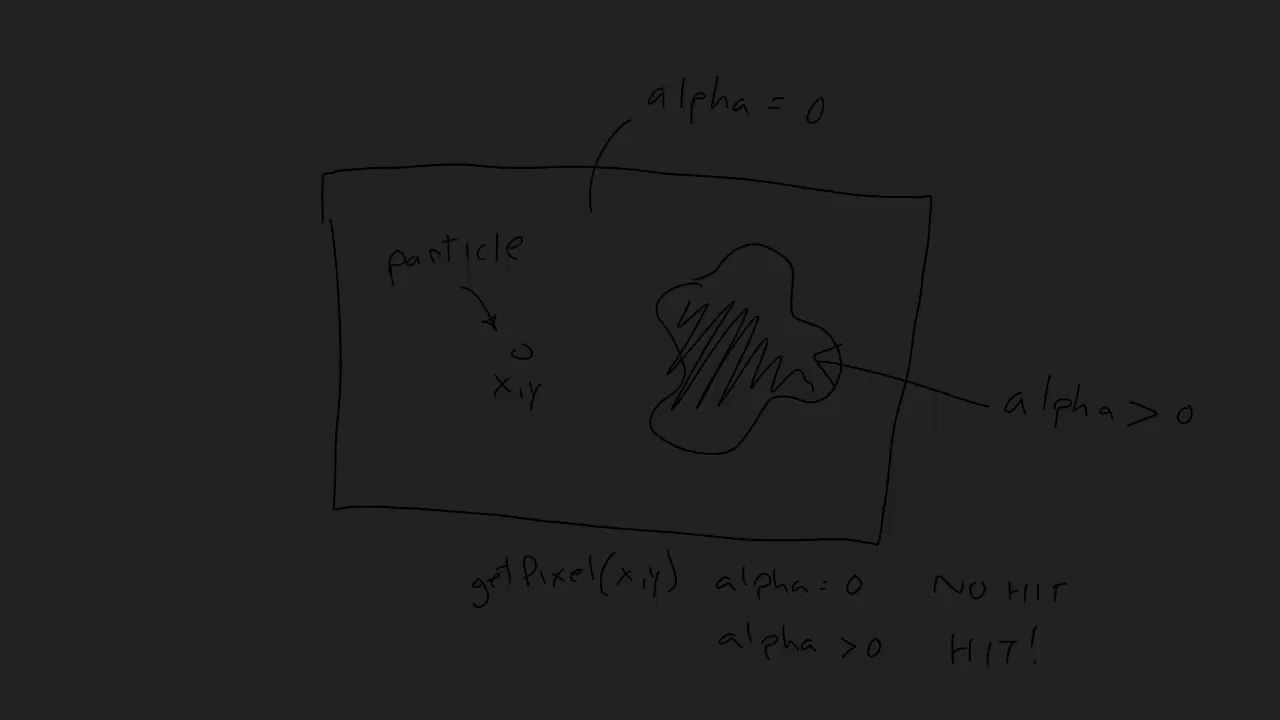 alpha = 0
particle
x,y
alpha > 0
getPixel(x,y) alpha = 0 NO HIT
alpha > 0 HIT!